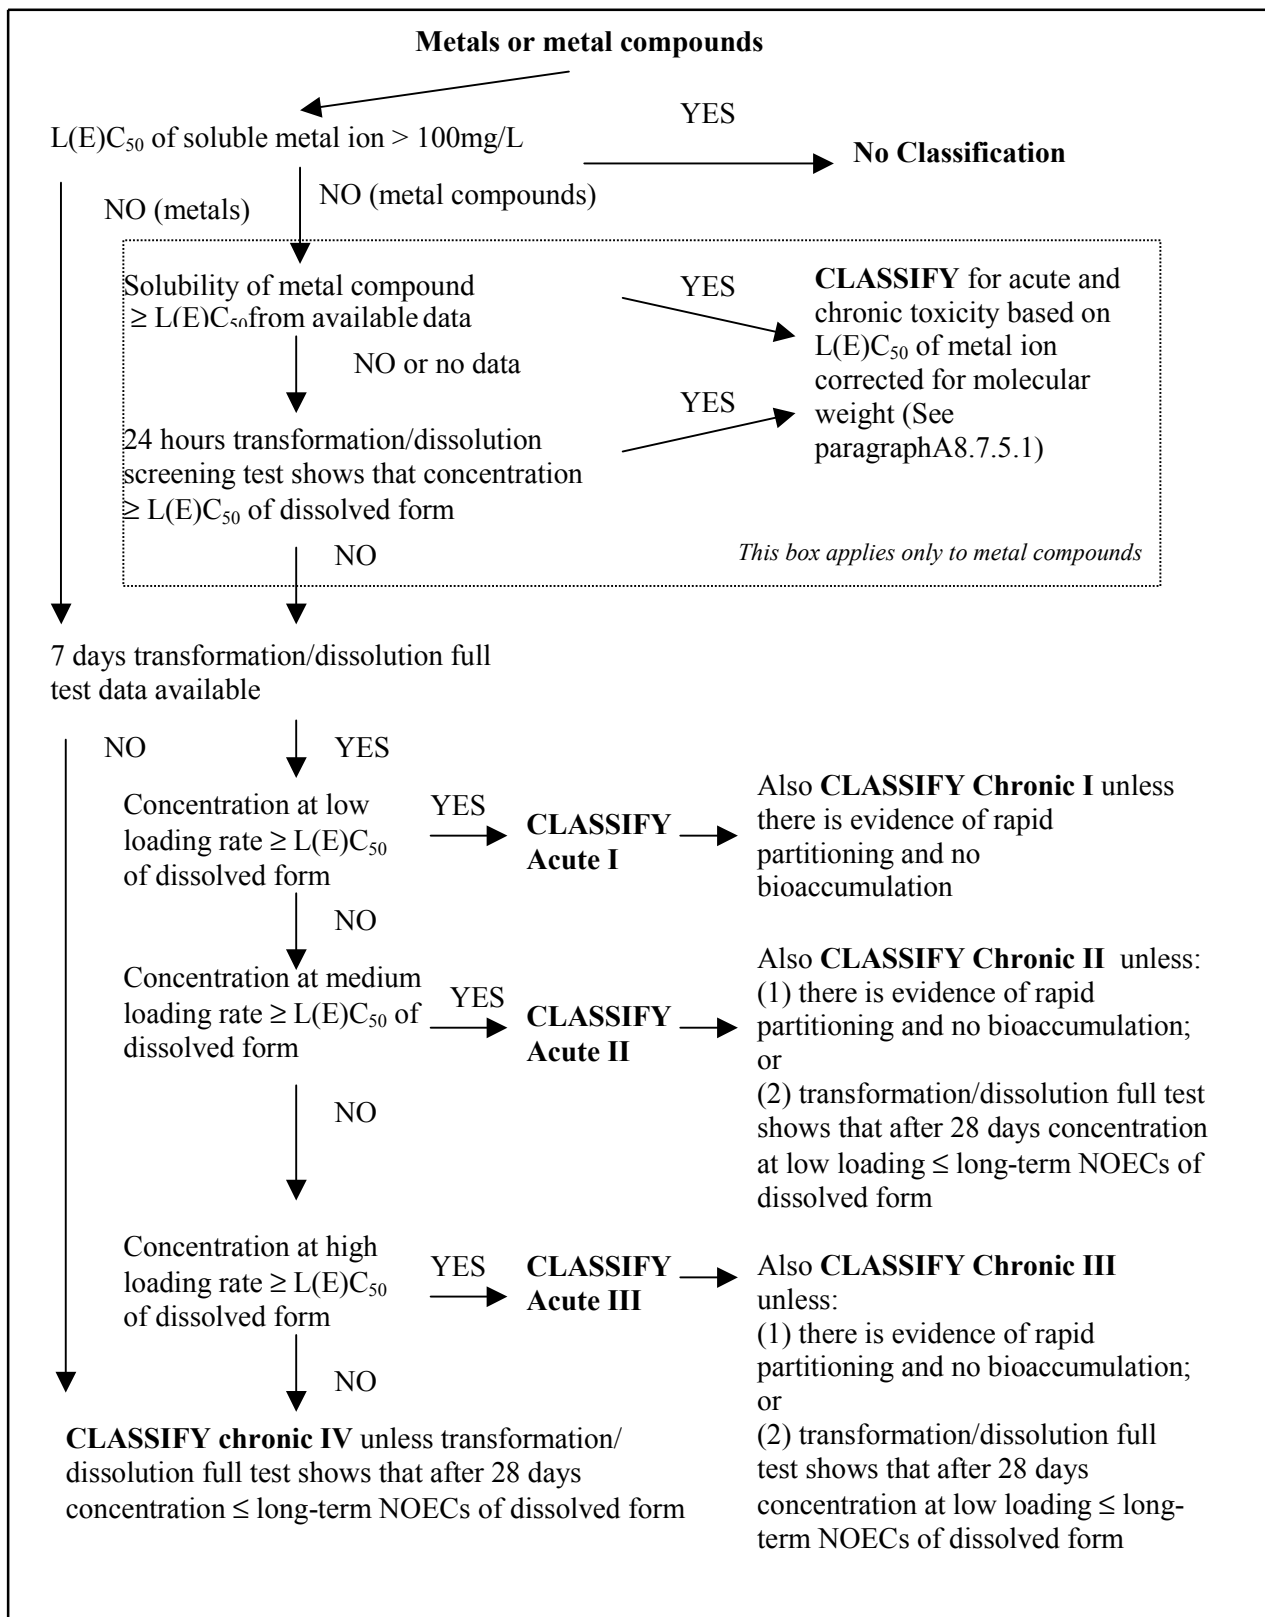 Metals or metal compounds
L(E)C₅₀ of soluble metal ion > 100mg/L
YES
No Classification
NO (metals)
NO (metal compounds)
Solubility of metal compound
≥ L(E)C₅₀from available data
YES
CLASSIFY for acute and
chronic toxicity based on
L(E)C₅₀ of metal ion
corrected for molecular
weight (See
paragraphA8.7.5.1)
NO or no data
YES
24 hours transformation/dissolution
screening test shows that concentration
≥ L(E)C₅₀ of dissolved form
NO
This box applies only to metal compounds
7 days transformation/dissolution full
test data available
NO
YES
Concentration at low
loading rate ≥ L(E)C₅₀
of dissolved form
YES
CLASSIFY
Acute I
Also CLASSIFY Chronic I unless
there is evidence of rapid
partitioning and no
bioaccumulation
NO
Concentration at medium
loading rate ≥ L(E)C₅₀ of
dissolved form
YES
CLASSIFY
Acute II
Also CLASSIFY Chronic II unless:
(1) there is evidence of rapid
partitioning and no bioaccumulation;
or
(2) transformation/dissolution full test
shows that after 28 days concentration
at low loading ≤ long-term NOECs of
dissolved form
NO
Concentration at high
loading rate ≥ L(E)C₅₀
of dissolved form
YES
CLASSIFY
Acute III
Also CLASSIFY Chronic III
unless:
(1) there is evidence of rapid
partitioning and no bioaccumulation;
or
(2) transformation/dissolution full
test shows that after 28 days
concentration at low loading ≤ long-
term NOECs of dissolved form
NO
CLASSIFY chronic IV unless transformation/
dissolution full test shows that after 28 days
concentration ≤ long-term NOECs of dissolved form